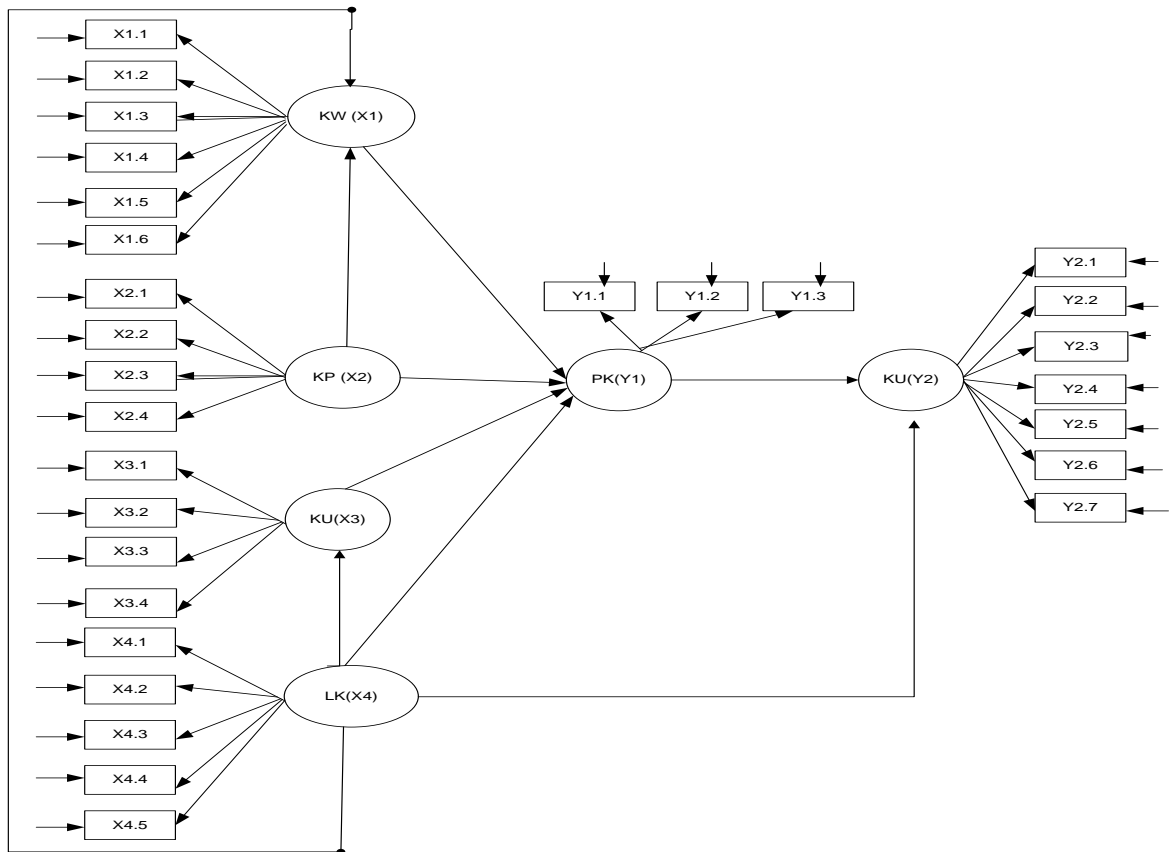 X1.1
X1.2
X1.3
X1.4
X1.5
X1.6
KW (X1)
X2.1
X2.2
X2.3
X2.4
KP (X2)
X3.1
X3.2
X3.3
X3.4
KU(X3)
X4.1
X4.2
X4.3
X4.4
X4.5
LK(X4)
Y1.1
Y1.2
Y1.3
PK(Y1)
KU(Y2)
Y2.1
Y2.2
Y2.3
Y2.4
Y2.5
Y2.6
Y2.7